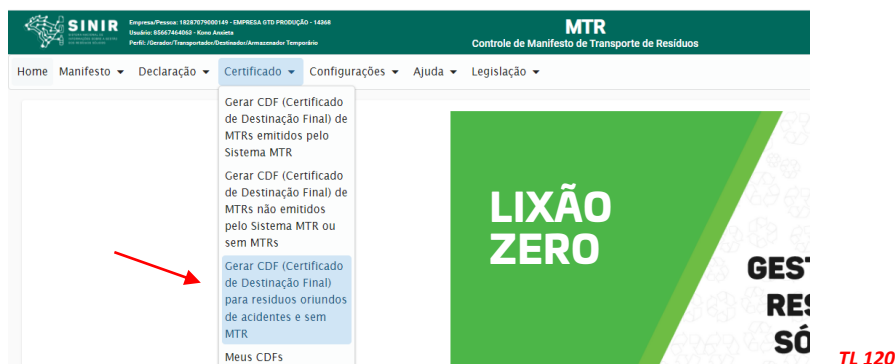 SINIR
Empresa/Pessoa: 18287079000149 - EMPRESA GTD PRODUÇÃO - 14368
Usuário: 85667464063 - Kono Anxieta
Perfil: /Gerador/Transportador/Destinador/Armazenador Temporário
MTR
Controle de Manifesto de Transporte de Resíduos
Home Manifesto Declaração Certificado Configurações Ajuda Legislação
Gerar CDF (Certificado
de Destinação Final) de
MTRs emitidos pelo
Sistema MTR
Gerar CDF (Certificado
de Destinação Final) de
MTRs não emitidos
pelo Sistema MTR ou
sem MTRs
Gerar CDF (Certificado
de Destinação Final)
para resíduos oriundos
de acidentes e sem
MTR
Meus CDFs
LIXÃO
ZERO
GES
RES
SÓ
TL 120